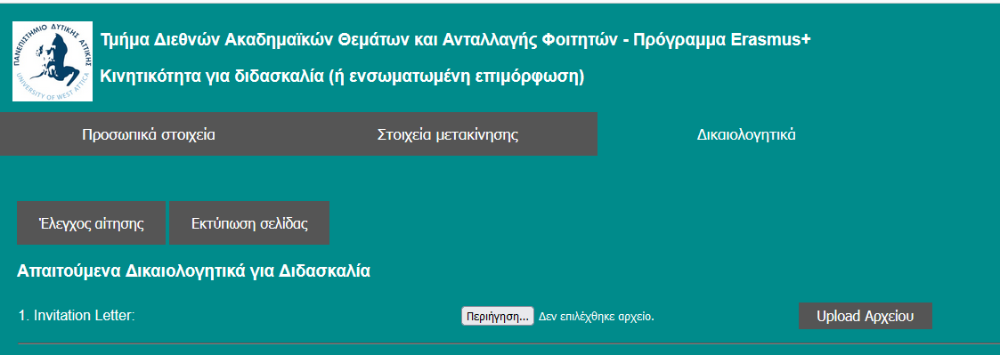 ΠΑΝΕΠΙΣΤΗΜΙΟ ΔΥΤΙΚΗΣ ΑΤΤΙΚΗΣ
UNIVERSITY OF WEST ATTICA
Τμήμα Διεθνών Ακαδημαϊκών Θεμάτων και Ανταλλαγής Φοιτητών - Πρόγραμμα Erasmus+
Κινητικότητα για διδασκαλία (ή ενσωματωμένη επιμόρφωση)
Προσωπικά στοιχεία
Στοιχεία μετακίνησης
Δικαιολογητικά
Έλεγχος αίτησης
Εκτύπωση σελίδας
Απαιτούμενα Δικαιολογητικά για Διδασκαλία
1. Invitation Letter:
Περιήγηση... Δεν επιλέχθηκε αρχείο.
Upload Αρχείου